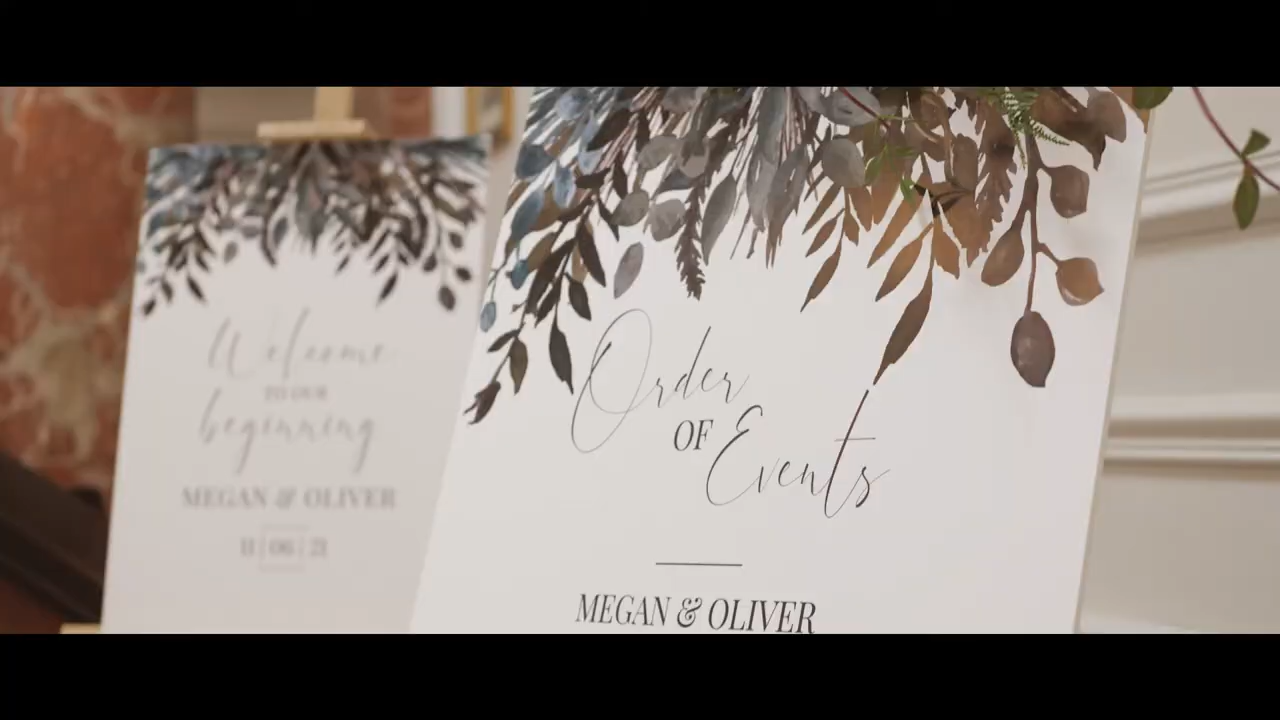 Welcome
TO OUR
beginning
MEGAN & OLIVER
11 06 21
Order
OF
Events
MEGAN & OLIVER